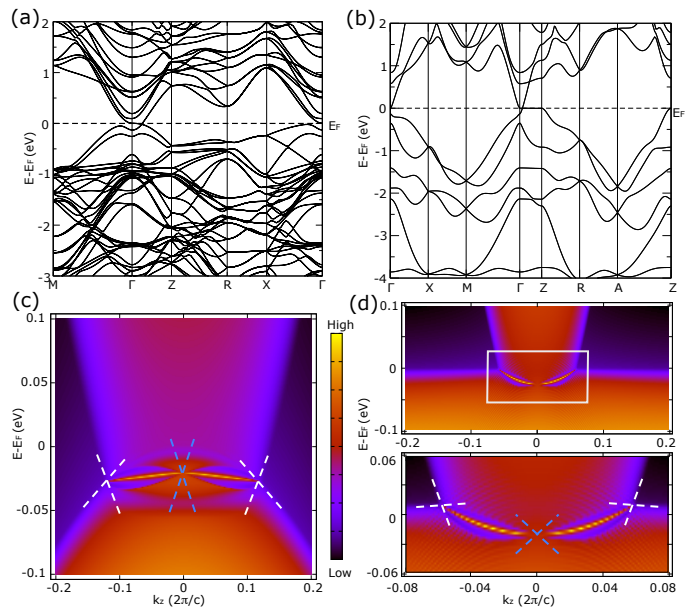 (a)
2
1
0
-1
-2
-3
E-EF (eV)
EF
M Γ Z R X Γ
(b)
2
1
0
-1
-2
-3
-4
E-EF (eV)
EF
Γ X M Γ Z R A Z
(c)
0.1
0.05
0
-0.05
-0.1
E-EF (eV)
-0.2 -0.1 0 0.1 0.2
kz (2π/c)
High
Low
(d)
0.1
0
-0.1
-0.2 -0.1 0 0.1 0.2
E-EF (eV)
0.06
0
-0.06
-0.08 -0.04 0 0.04 0.08
kz (2π/c)